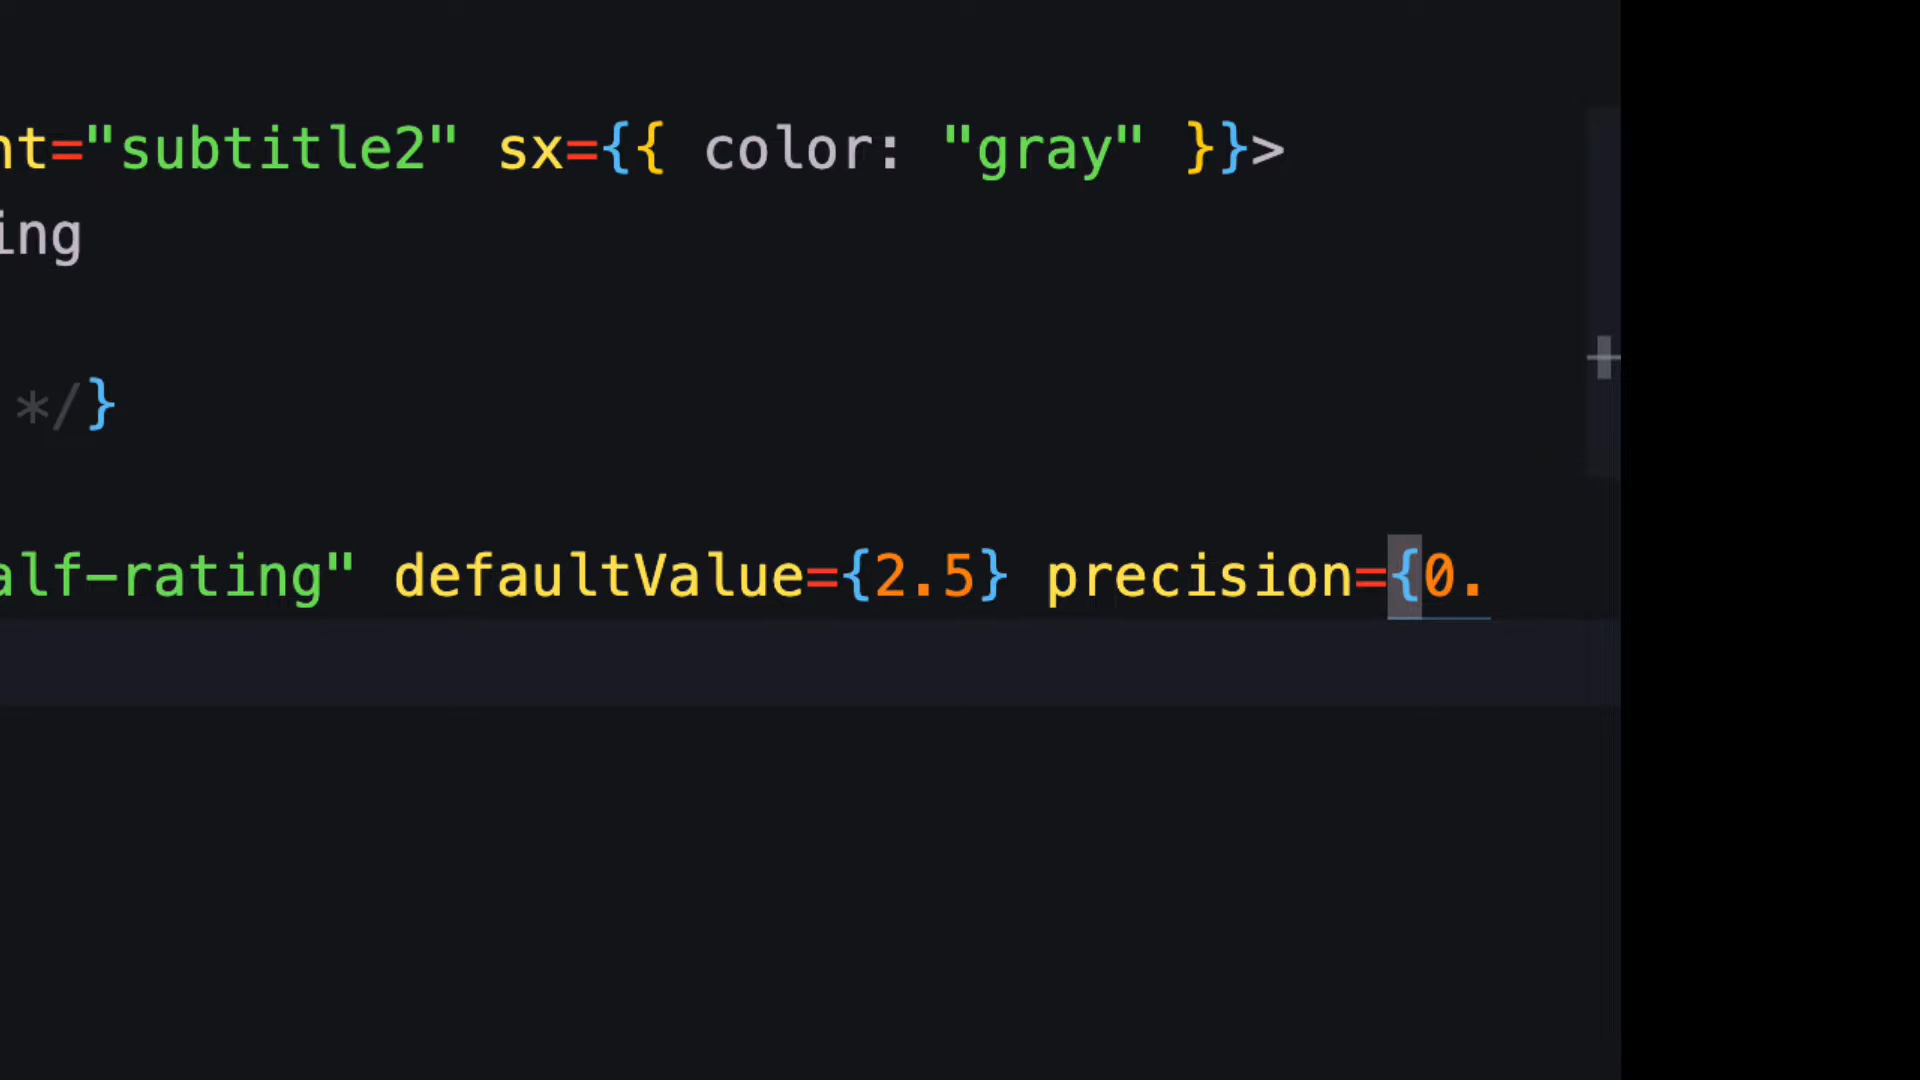 nt="subtitle2" sx={{ color: "gray" }}>
ing
*/}
alf-rating" defaultValue={2.5} precision={0.